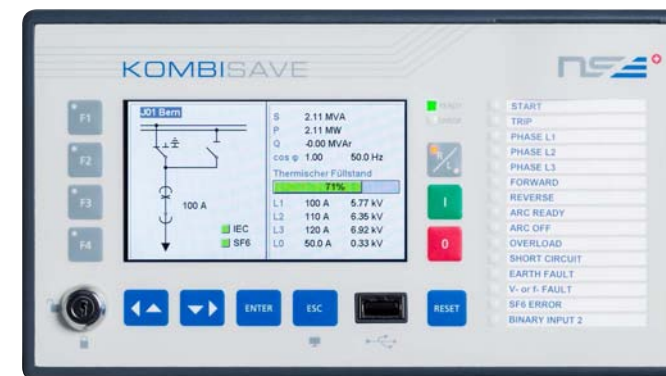 KOMBISAVE
nse
F1
F2
F3
F4
J01 Bern
100 A
IEC
SF6
S 2.11 MVA
P 2.11 MW
Q -0.00 MVAr
cos φ 1.00 50.0 Hz
Thermischer Füllstand
71%
L1 100 A 5.77 kV
L2 110 A 6.35 kV
L3 120 A 6.92 kV
L0 50.0 A 0.33 kV
READY
ERROR
R/L
I
0
START
TRIP
PHASE L1
PHASE L2
PHASE L3
FORWARD
REVERSE
ARC READY
ARC OFF
OVERLOAD
SHORT CIRCUIT
EARTH FAULT
V- or f- FAULT
SF6 ERROR
BINARY INPUT 2
ENTER
ESC
RESET